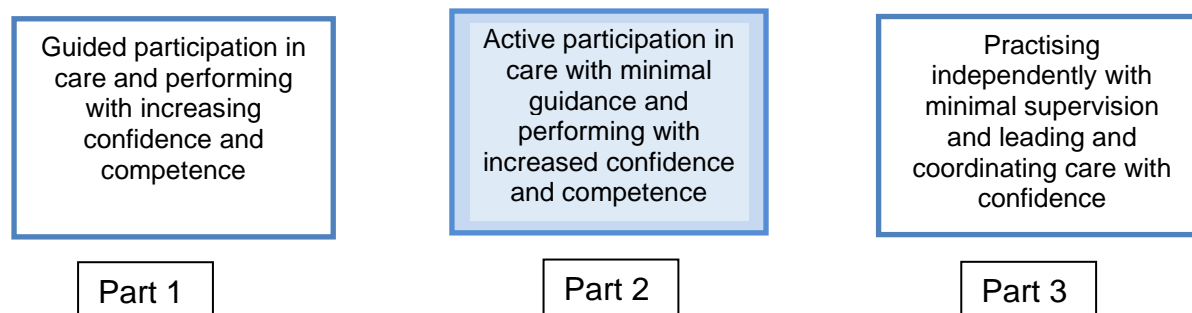 Guided participation in
care and performing
with increasing
confidence and
competence
Active participation in
care with minimal
guidance and
performing with
increased confidence
and competence
Practising
independently with
minimal supervision
and leading and
coordinating care with
confidence
Part 1
Part 2
Part 3